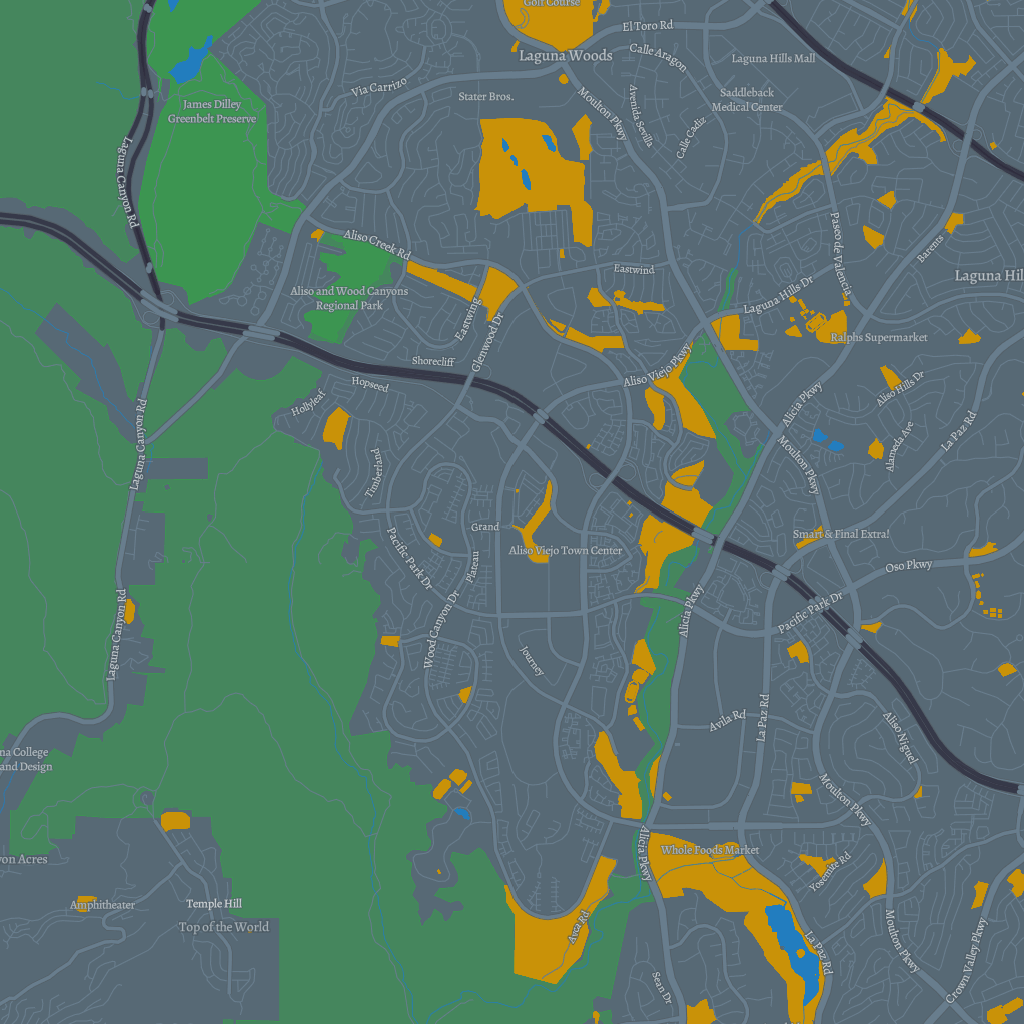 Golf Course
El Toro Rd
Laguna Woods
Calle Aragon
Laguna Hills Mall
Via Carrizo
Stater Bros.
Moulton Pkwy
Avenida Sevilla
Saddleback
Medical Center
James Dilley
Greenbelt Preserve
Calle Cadiz
Laguna Canyon Rd
Aliso Creek Rd
Paseo de Valencia
Barents
Eastwind
Laguna Hil
Aliso and Wood Canyons
Regional Park
Laguna Hills Dr
Eastwing
Glenwood Dr
Ralphs Supermarket
Shorecliff
Aliso Viejo Pkwy
Hopseed
Hollyleaf
Aliso Hills Dr
Alicia Pkwy
La Paz Rd
Laguna Canyon Rd
Timberla
Purei
Alameda Ave
Moulton Pkwy
Grand
Smart & Final Extra!
Aliso Viejo Town Center
Pacific Park Dr
Plateau
Oso Pkwy
Laguna Canyon Rd
Wood Canyon Dr
Alicia Pkwy
Pacific Park Dr
Journey
La Paz Rd
Avila Rd
Aliso Niguel
na College
and Design
Moulton Pkwy
Alicia Pkwy
Whole Foods Market
yon Acres
Yosemite Rd
Amphitheater
Temple Hill
Top of the World
Avca Rd
La Paz Rd
Moulton Pkwy
Crown Valley Pkwy
Sean Dr